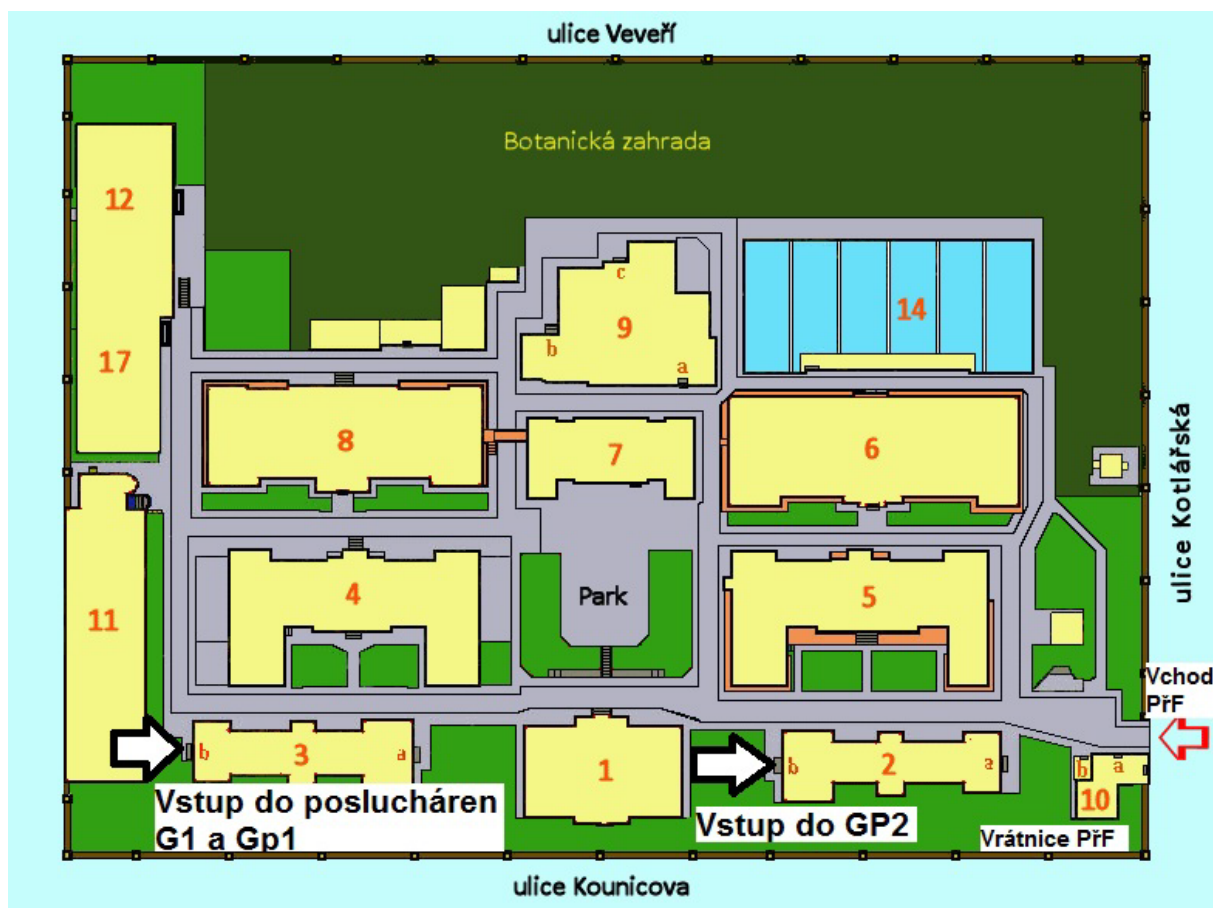 ulice Veveří
Botanická zahrada
12
c
14
9
b
a
17
8
7
6
ulice Kotlářská
4
Park
5
11
Vchod
PřF
b
3
a
1
b
2
a
b
a
10
Vstup do poslucháren
G1 a Gp1
Vstup do GP2
Vrátnice PřF
ulice Kounicova